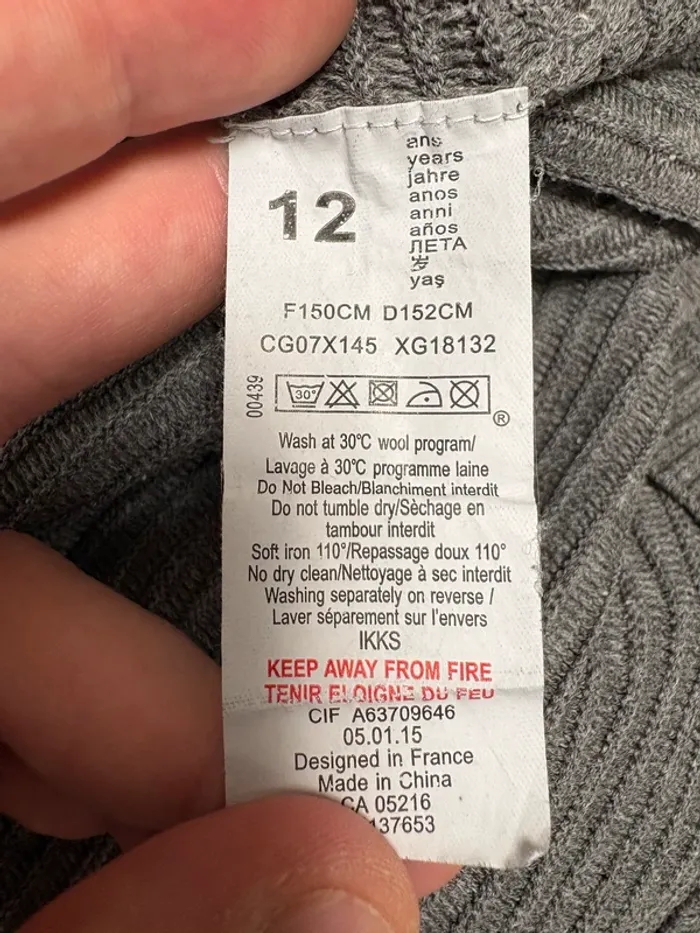 12
ans
years
jahre
anos
anni
años
ЛЕТА
岁
yaş
F150CM D152CM
CG07X145 XG18132
00439
30°
®
Wash at 30°C wool program/
Lavage à 30°C programme laine
Do Not Bleach/Blanchiment interdit
Do not tumble dry/Sèchage en
tambour interdit
Soft iron 110°/Repassage doux 110°
No dry clean/Nettoyage à sec interdit
Washing separately on reverse /
Laver séparement sur l'envers
IKKS
KEEP AWAY FROM FIRE
TENIR ELOIGNE DU FEU
CIF A63709646
05.01.15
Designed in France
Made in China
CA 05216
137653